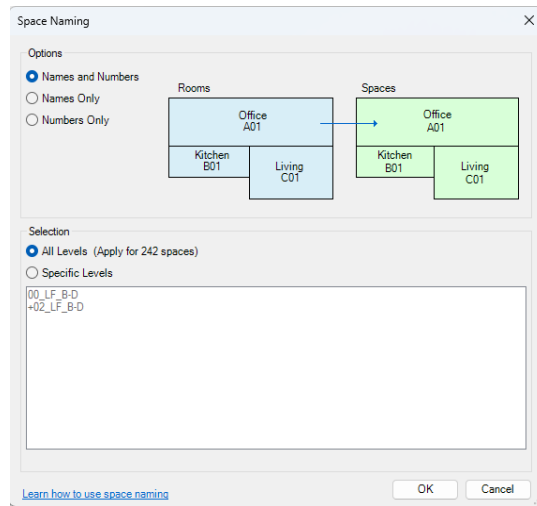 Space Naming
Options
Names and Numbers
Names Only
Numbers Only
Rooms
Office
A01
Kitchen
B01
Living
C01
Spaces
Office
A01
Kitchen
B01
Living
C01
Selection
All Levels (Apply for 242 spaces)
Specific Levels
00_LF_B-D
+02_LF_B-D
Learn how to use space naming
OK
Cancel